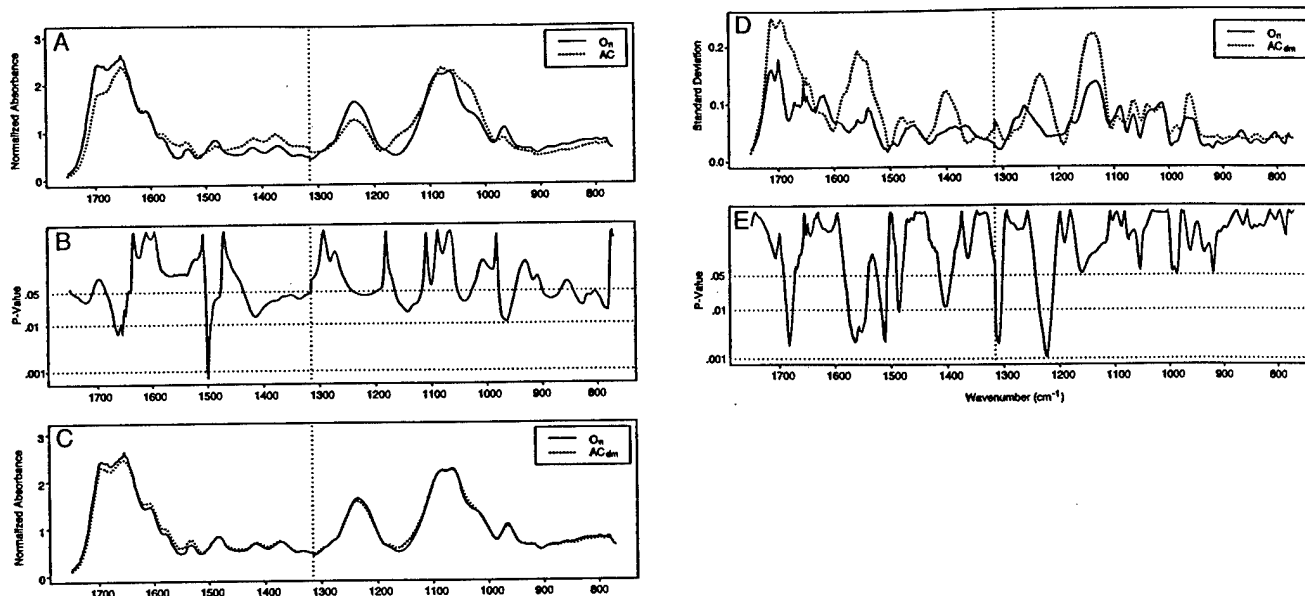 A
Normalized Absorbance
3
2
1
0
On
AC
1700 1600 1500 1400 1300 1200 1100 1000 900 800
B
P-Value
.05
.01
.001
1700 1600 1500 1400 1300 1200 1100 1000 900 800
C
Normalized Absorbance
3
2
1
0
On
ACdm
1700 1600 1500 1400 1300 1200 1100 1000 900 800
D
Standard Deviation
0.2
0.1
0.0
On
ACdm
1700 1600 1500 1400 1300 1200 1100 1000 900 800
E
P-Value
.05
.01
.001
1700 1600 1500 1400 1300 1200 1100 1000 900 800
Wavenumber (cm⁻¹)